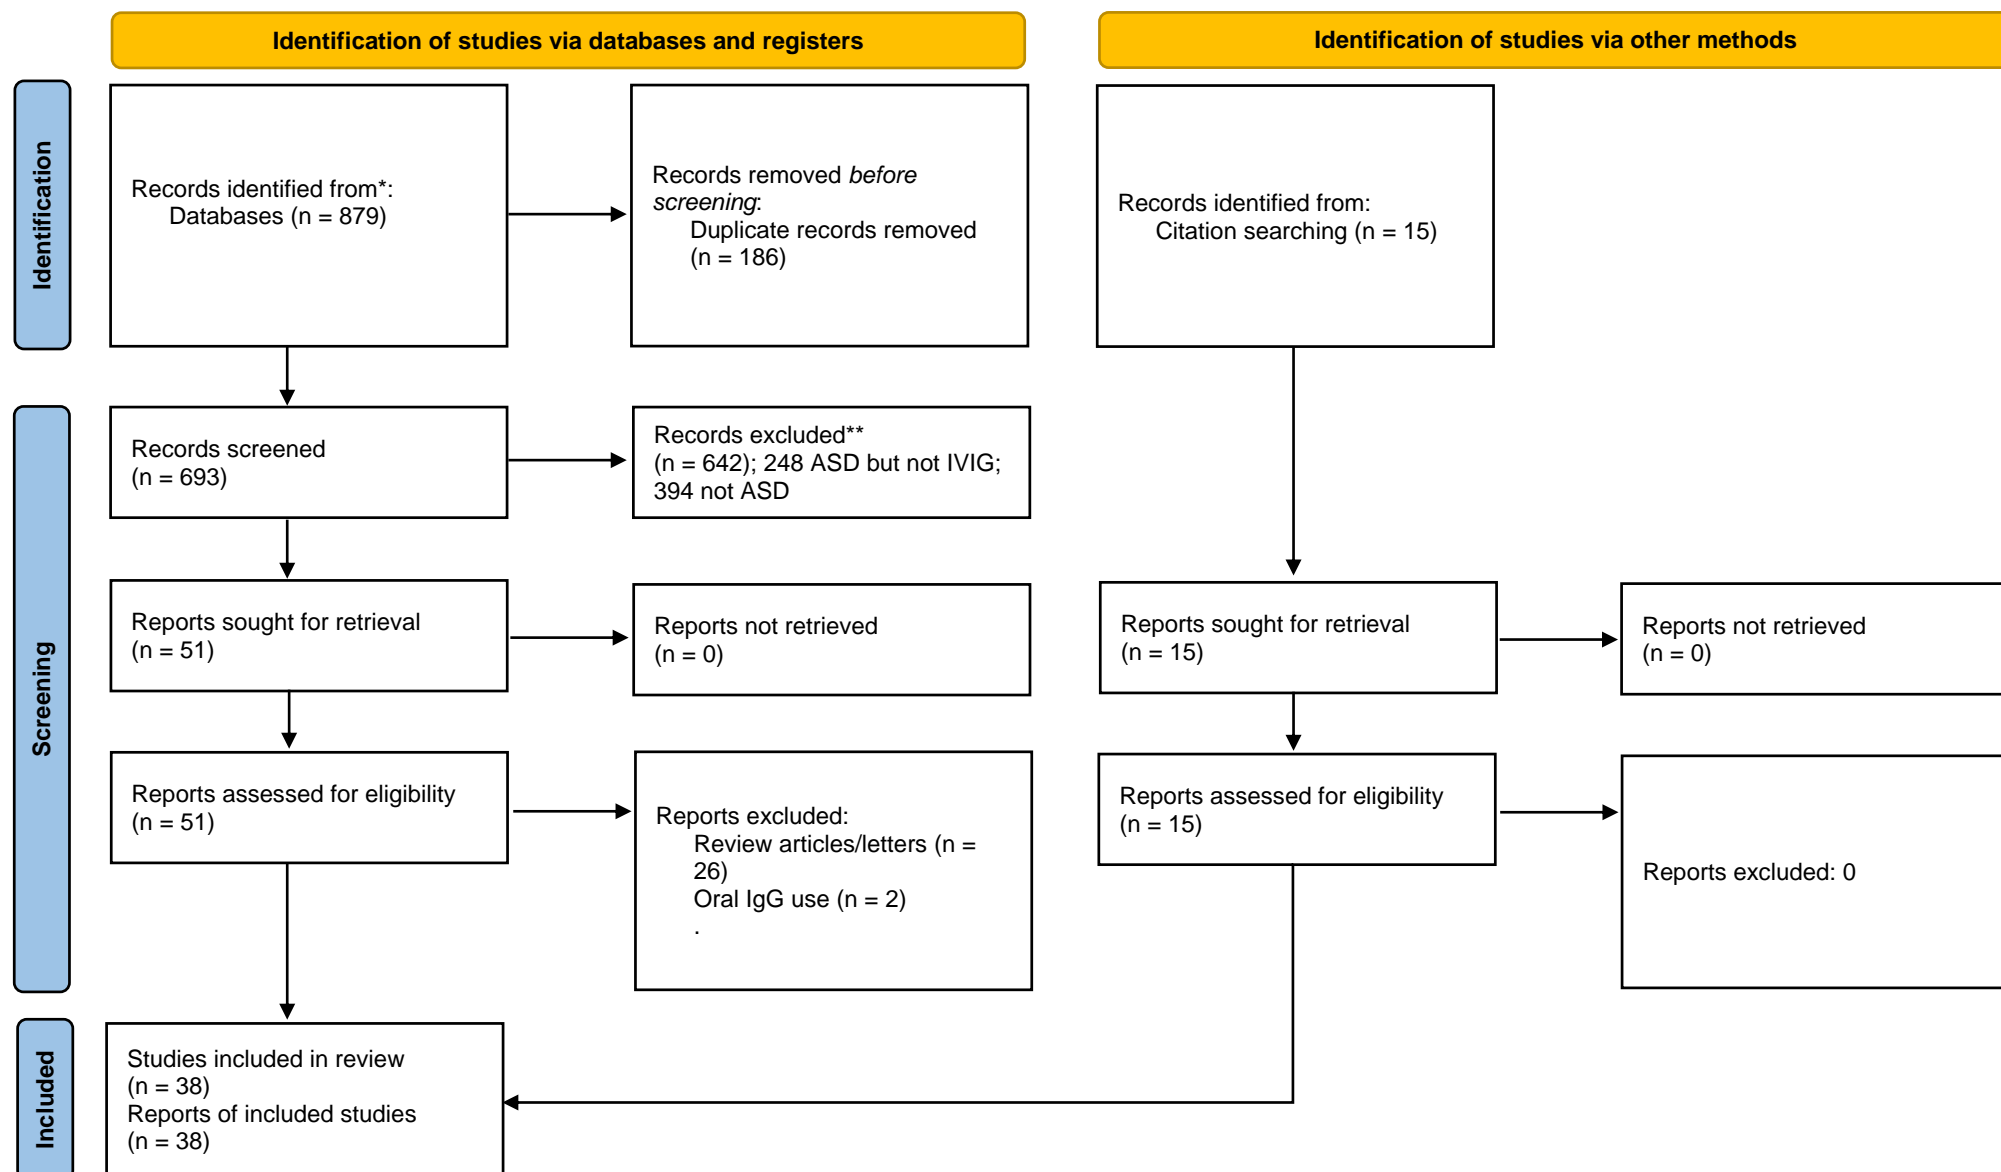 Identification of studies via databases and registers
Identification of studies via other methods
Identification
Records identified from*:
Databases (n = 879)
Records removed before
screening:
Duplicate records removed
(n = 186)
Records identified from:
Citation searching (n = 15)
Screening
Records screened
(n = 693)
Records excluded**
(n = 642); 248 ASD but not IVIG;
394 not ASD
Reports sought for retrieval
(n = 51)
Reports not retrieved
(n = 0)
Reports sought for retrieval
(n = 15)
Reports not retrieved
(n = 0)
Reports assessed for eligibility
(n = 51)
Reports excluded:
Review articles/letters (n =
26)
Oral IgG use (n = 2)
.
Reports assessed for eligibility
(n = 15)
Reports excluded: 0
Included
Studies included in review
(n = 38)
Reports of included studies
(n = 38)